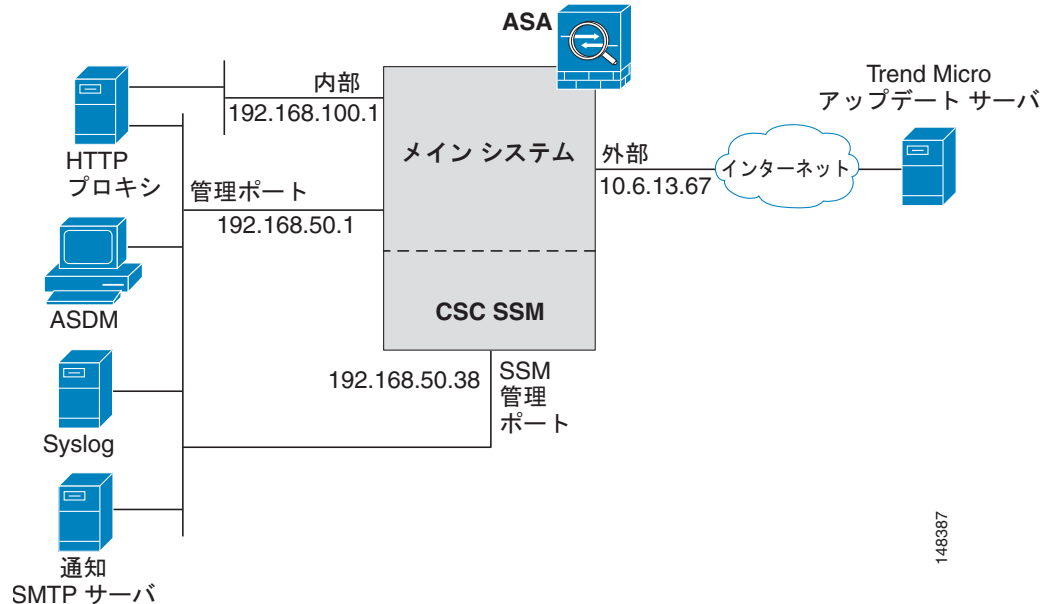 ASA
Trend Micro
アップデート サーバ
内部
192.168.100.1
HTTP
プロキシ
メイン システム
外部
10.6.13.67
インターネット
管理ポート
192.168.50.1
ASDM
CSC SSM
192.168.50.38
SSM
管理
ポート
Syslog
通知
SMTP サーバ
148387